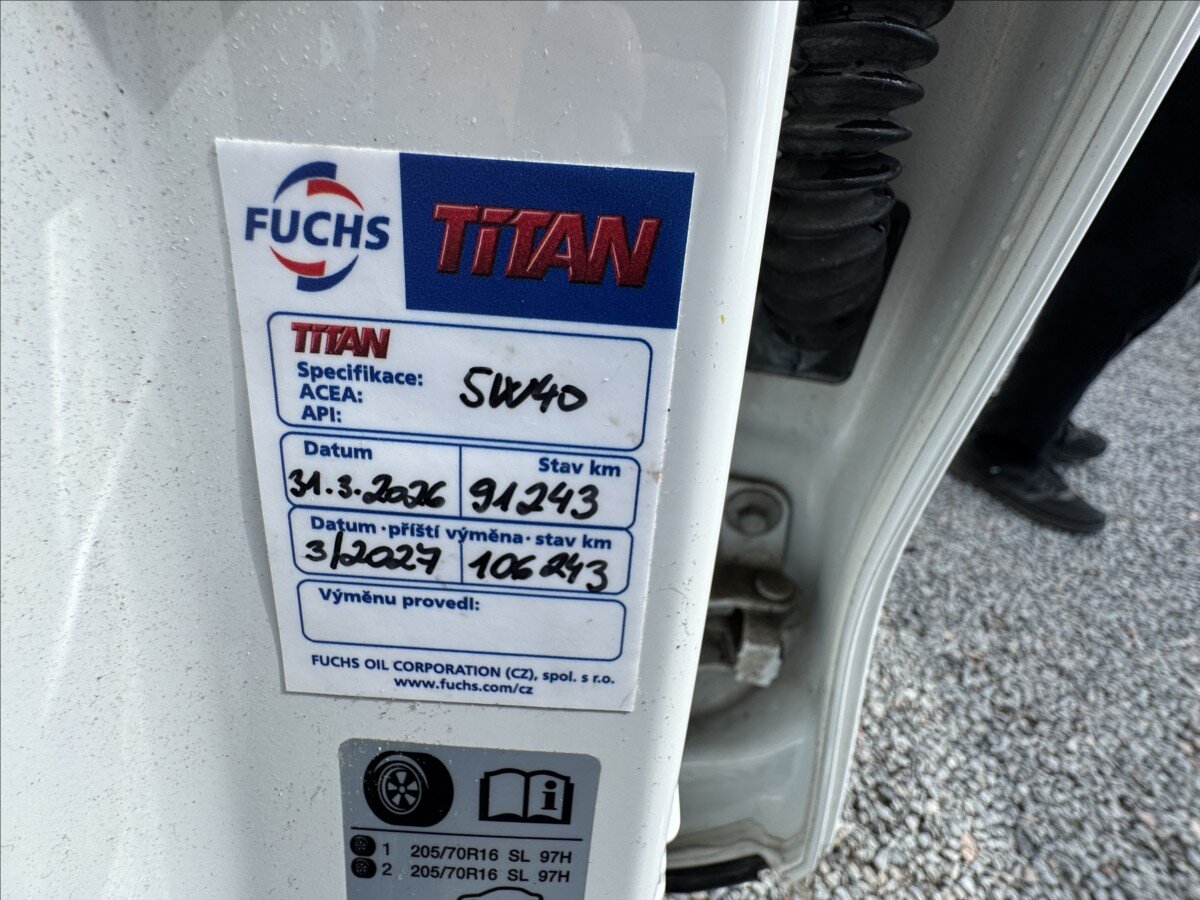 FUCHS
TITAN
TITAN
Specifikace:
ACEA: 5W40
API:
Datum Stav km
31.3.2026 91243
Datum · příští výměna · stav km
3/2027 106243
Výměnu provedl:
FUCHS OIL CORPORATION (CZ), spol. s r.o.
www.fuchs.com/cz
i
1 205/70R16 SL 97H
2 205/70R16 SL 97H